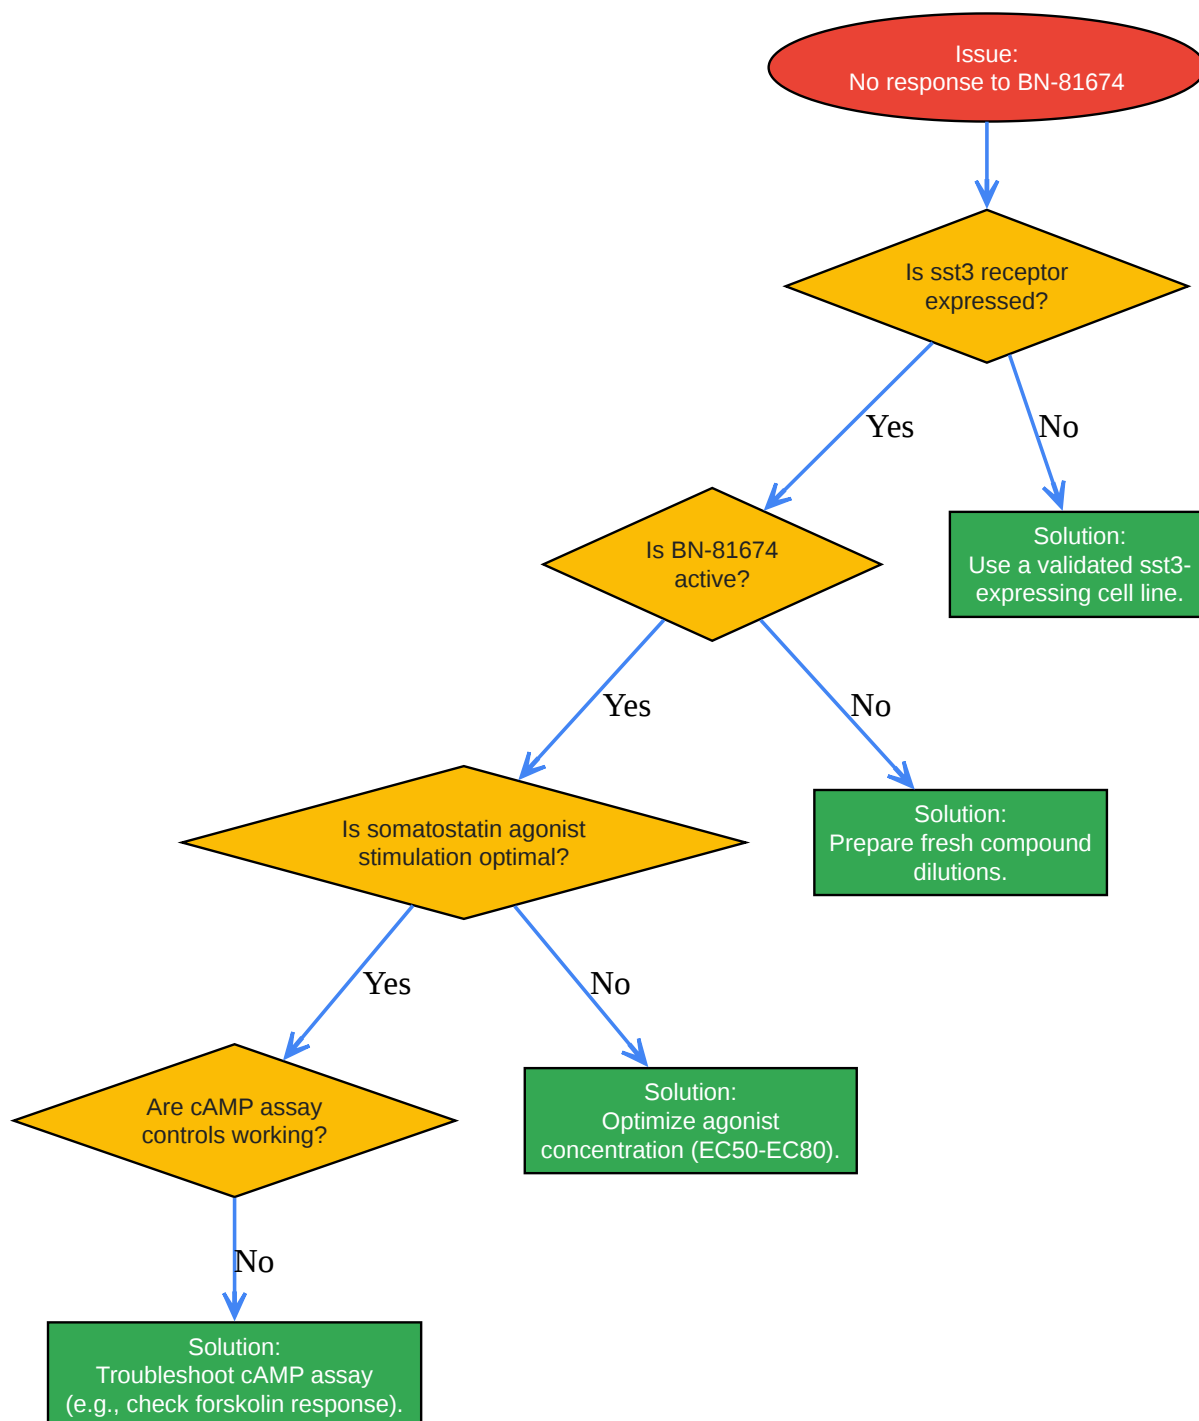 Issue:
No response to BN-81674
Is sst3 receptor
expressed?
Yes
No
Is BN-81674
active?
Solution:
Use a validated sst3-
expressing cell line.
Yes
No
Is somatostatin agonist
stimulation optimal?
Solution:
Prepare fresh compound
dilutions.
Yes
No
Are cAMP assay
controls working?
Solution:
Optimize agonist
concentration (EC50-EC80).
No
Solution:
Troubleshoot cAMP assay
(e.g., check forskolin response).